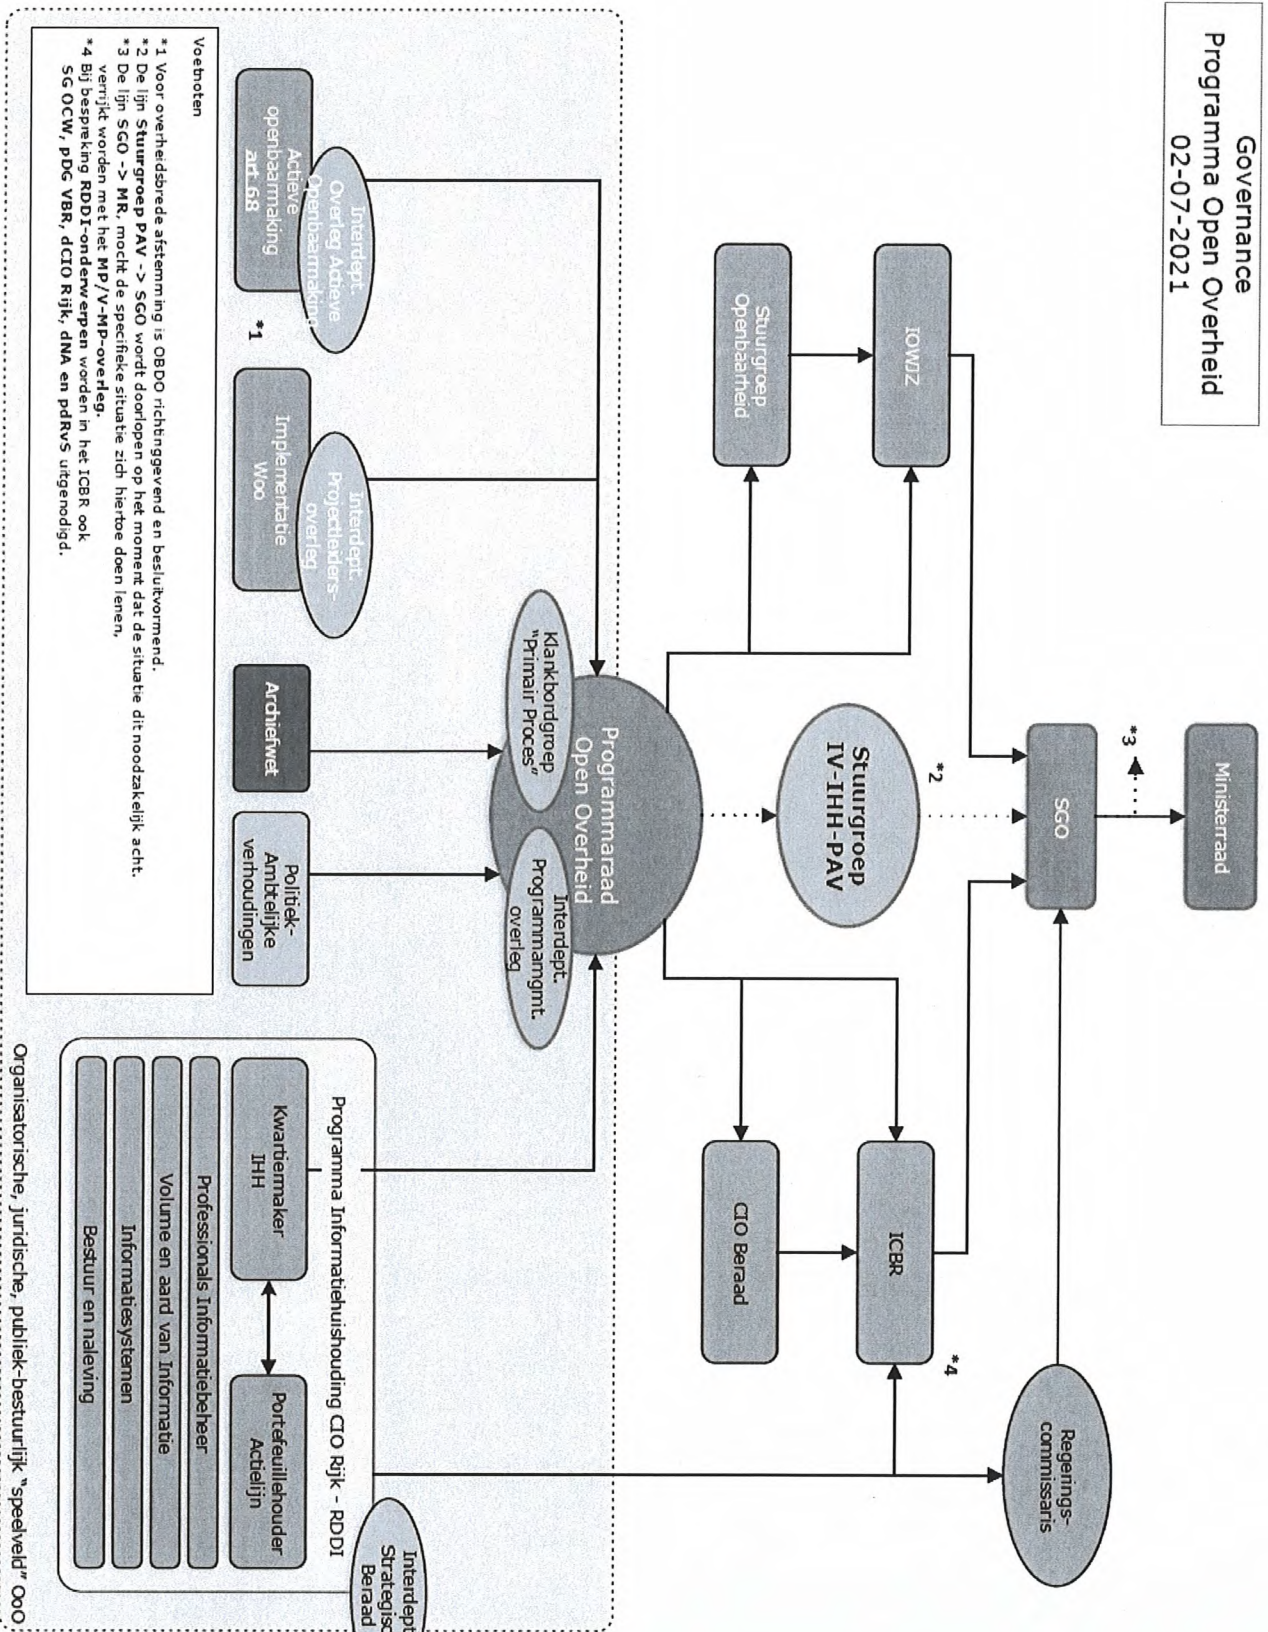 Governance
Programma Open Overheid
02-07-2021
Ministerraad
*3
SGO
Regerings-
commissaris
*2
IOWJZ
ICBR
*4
Stuurgroep
IV-IHH-PAV
Stuurgroep
Openbaarheid
CIO Beraad
Programmaraad
Open Overheid
Klankbordgroep
"Primair Proces"
Interdept.
Programmamgmt.
overleg
Interdept.
Overleg Actieve
Openbaarmaking
Actieve
openbaarmaking
art.68
*1
Interdept.
Projectleiders-
overleg
Implementatie
Woo
Archiefwet
Politiek-
Ambtelijke
verhoudingen
Interdept
Strategisc
Beraad
Programma Informatiehuishouding CIO Rijk - RDDI
Kwartiermaker
IHH
Portefeuillehouder
Actielijn
Professionals Informatiebeheer
Volume en aard van Informatie
Informatiesystemen
Bestuur en naleving
Voetnoten
*1 Voor overheidsbrede afstemming is OBDO richtinggevend en besluitvormend.
*2 De lijn Stuurgroep PAV -> SGO wordt doorlopen op het moment dat de situatie dit noodzakelijk acht.
*3 De lijn SGO -> MR, mocht de specifieke situatie zich hiertoe doen lenen,
verrijkt worden met het MP/V-MP-overleg.
*4 Bij bespreking RDDI-onderwerpen worden in het ICBR ook
SG OCW, pDG VBR, dCIO Rijk, dNA en pdRvS uitgenodigd.
Organisatorische, juridische, publiek-bestuurlijk "speelveld" OoO